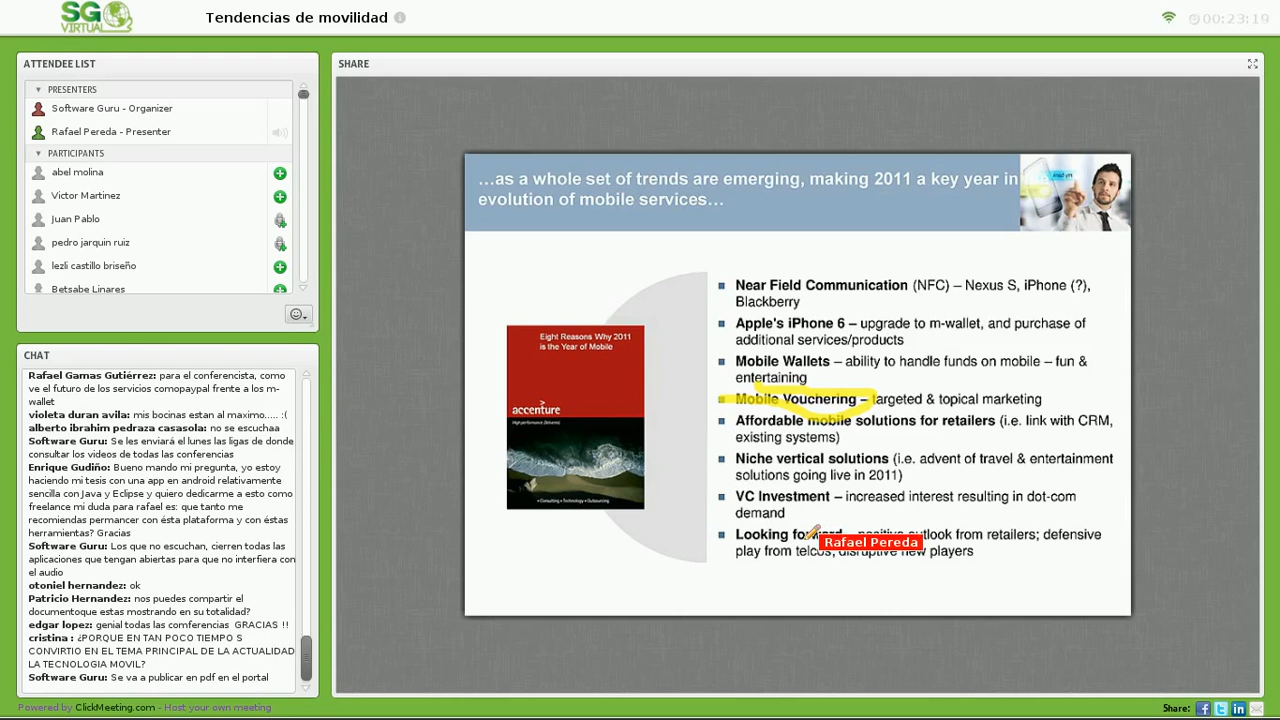 SG
VIRTUAL
Tendencias de movilidad
00:23:19
ATTENDEE LIST
PRESENTERS
Software Guru - Organizer
Rafael Pereda - Presenter
PARTICIPANTS
abel molina
Victor Martinez
Juan Pablo
pedro jarquin ruiz
lezli castillo briseño
Betsabe Linares
CHAT
Rafael Gamas Gutiérrez: para el conferencista, como
ve el futuro de los servicios comopaypal frente a los m-
wallet
violeta duran avila: mis bocinas estan al maximo..... :(
alberto ibrahim pedraza casasola: no se escuchaa
Software Guru: Se les enviará el lunes las ligas de donde
consultar los videos de todas las conferencias
Enrique Gudiño: Bueno mando mi pregunta, yo estoy
haciendo mi tesis con una app en android relativamente
sencilla con Java y Eclipse y quiero dedicarme a esto como
freelance mi duda para rafael es: que tanto me
recomiendas permancer con ésta plataforma y con éstas
herramientas? Gracias
Software Guru: Los que no escuchan, cierren todas las
aplicaciones que tengan abiertas para que no interfiera con
el audio
otoniel hernandez: ok
Patricio Hernandez: nos puedes compartir el
documentoque estas mostrando en su totalidad?
edgar lopez: genial todas las comferencias  GRACIAS !!
cristina : ¿PORQUE EN TAN POCO TIEMPO S
CONVIRTIO EN EL TEMA PRINCIPAL DE LA ACTUALIDAD
LA TECNOLOGIA MOVIL?
Software Guru: Se va a publicar en pdf en el portal
SHARE
…as a whole set of trends are emerging, making 2011 a key year in
evolution of mobile services…
Eight Reasons Why 2011
is the Year of Mobile
>
accenture
High performance. Delivered.
• Consulting • Technology • Outsourcing
Near Field Communication (NFC) – Nexus S, iPhone (?),
Blackberry
Apple's iPhone 6 – upgrade to m-wallet, and purchase of
additional services/products
Mobile Wallets – ability to handle funds on mobile – fun &
entertaining
Mobile Vouchering – targeted & topical marketing
Affordable mobile solutions for retailers (i.e. link with CRM,
existing systems)
Niche vertical solutions (i.e. advent of travel & entertainment
solutions going live in 2011)
VC Investment – increased interest resulting in dot-com
demand
Looking forward – positive outlook from retailers; defensive
play from telcos, disruptive new players
Rafael Pereda
Powered by ClickMeeting.com - Host your own meeting
Share: